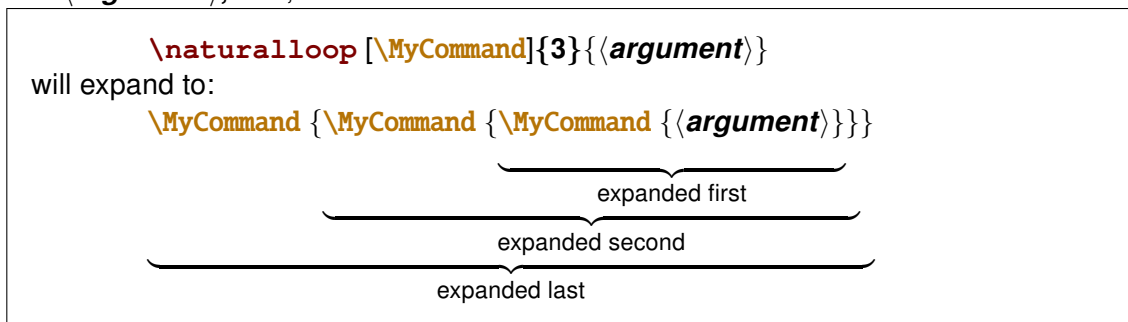 \naturalloop [\MyCommand]{3}{⟨argument⟩}
will expand to:
\MyCommand {\MyCommand {\MyCommand {⟨argument⟩}}}
expanded first
expanded second
expanded last